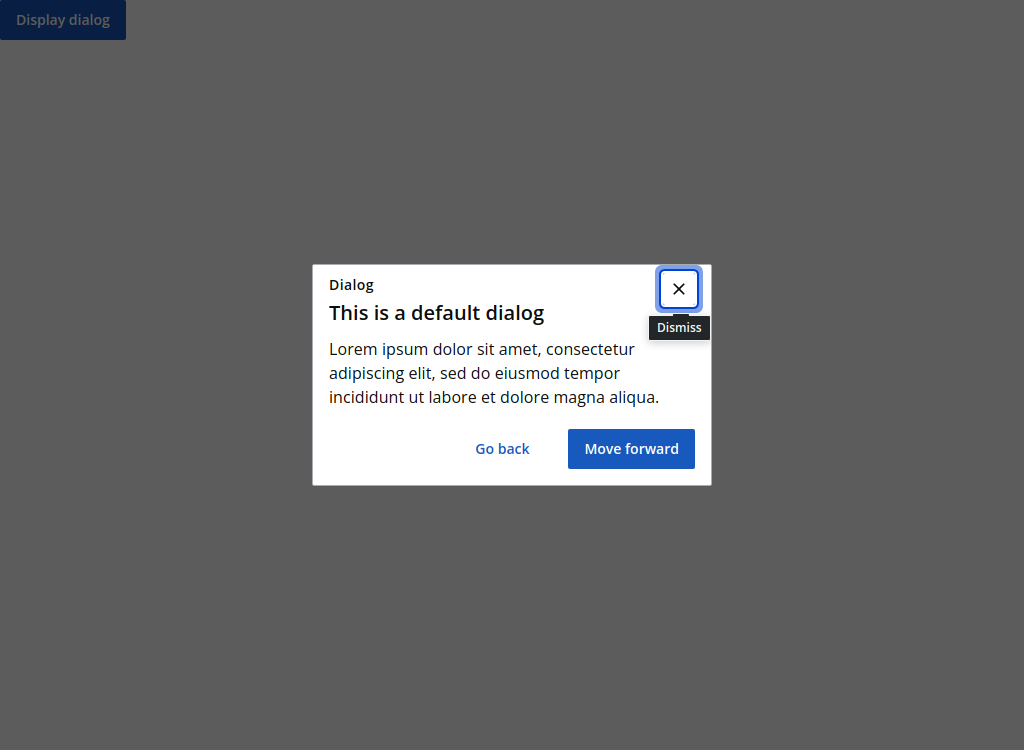 Display dialog
Dialog
This is a default dialog
Dismiss
Lorem ipsum dolor sit amet, consectetur
adipiscing elit, sed do eiusmod tempor
incididunt ut labore et dolore magna aliqua.
Go back
Move forward